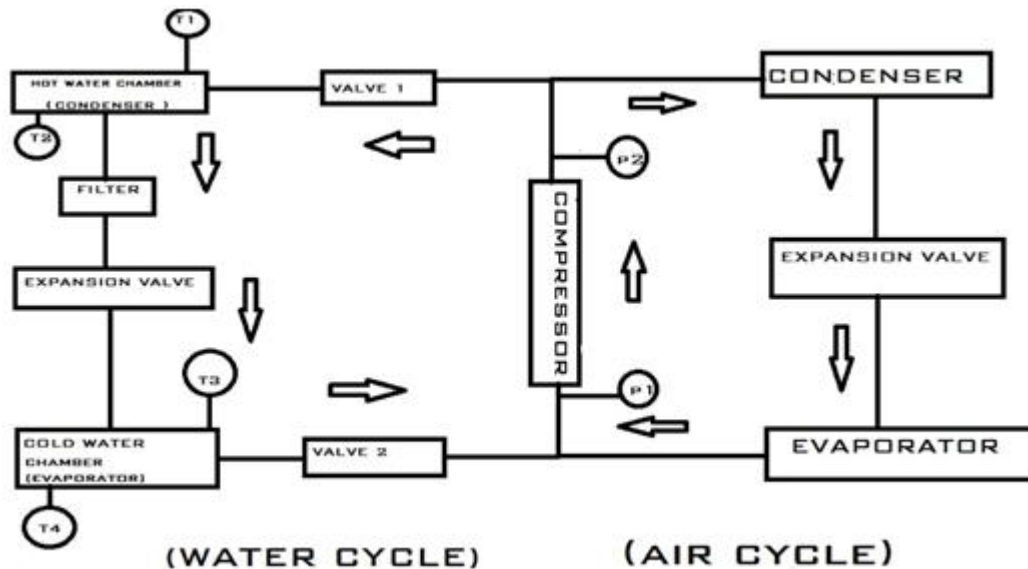 T1
HOT WATER CHAMBER
(CONDENSER )
VALVE 1
CONDENSER
T2
P2
FILTER
COMPRESSOR
EXPANSION VALVE
EXPANSION VALVE
T3
P1
COLD WATER
CHAMBER
(EVAPORATOR)
VALVE 2
EVAPORATOR
T4
(WATER CYCLE)
(AIR CYCLE)